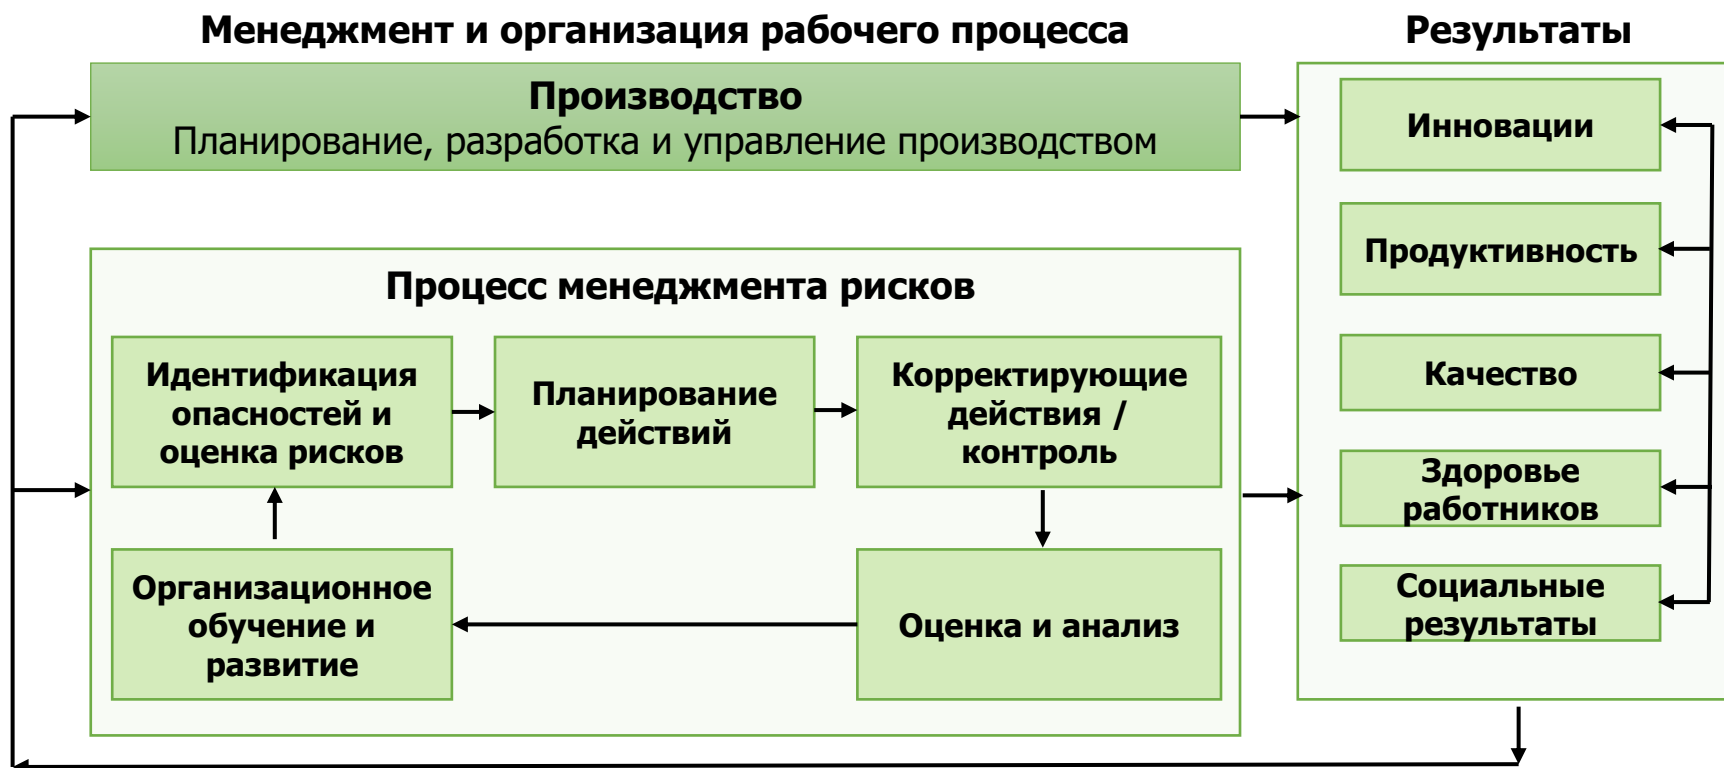 Менеджмент и организация рабочего процесса
Результаты
Производство
Планирование, разработка и управление производством
Инновации
Продуктивность
Качество
Здоровье
работников
Социальные
результаты
Процесс менеджмента рисков
Идентификация
опасностей и
оценка рисков
Планирование
действий
Корректирующие
действия /
контроль
Организационное
обучение и
развитие
Оценка и анализ